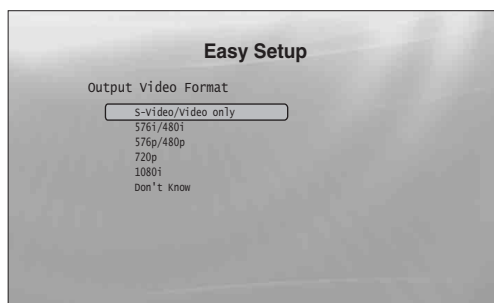 Easy Setup
Output Video Format
S-Video/Video only
576i/480i
576p/480p
720p
1080i
Don't Know